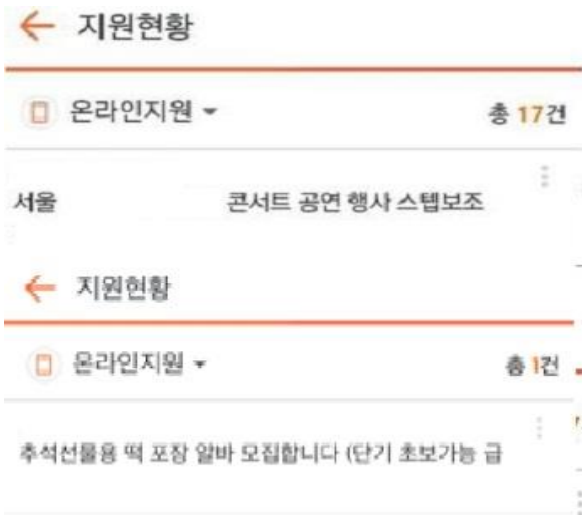 지원현황
온라인지원
총 17건
서울 콘서트 공연 행사 스텝보조
지원현황
온라인지원
총 1건
추석선물용 떡 포장 알바 모집합니다 (단기 초보가능 급